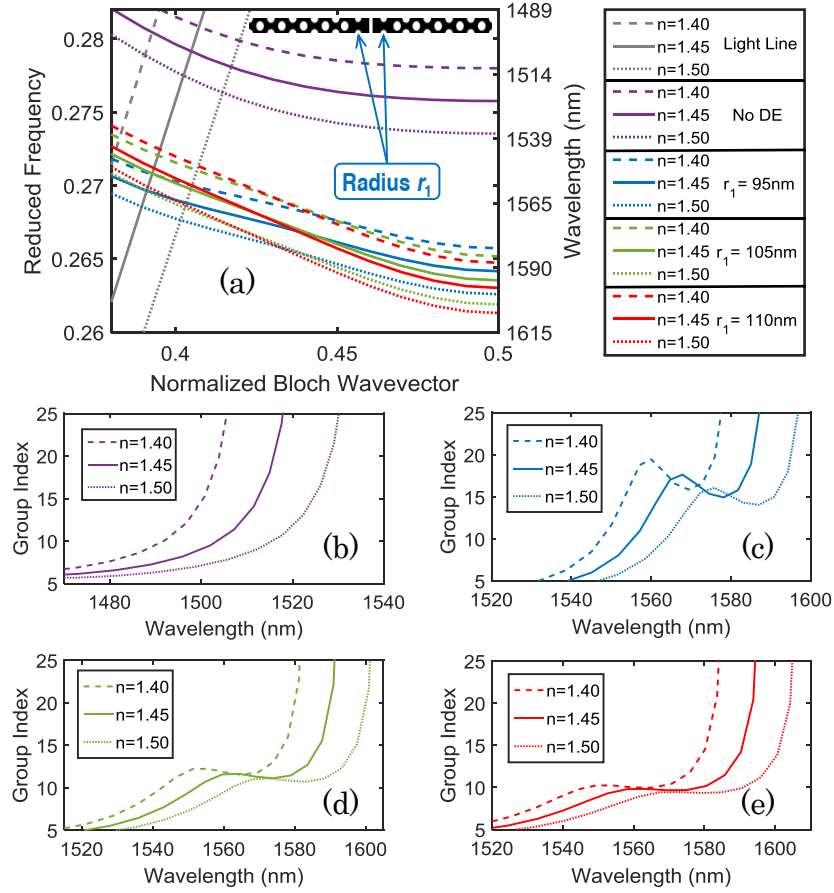 0.28
0.275
0.27
0.265
0.26
Reduced Frequency
0.4
0.45
0.5
Normalized Bloch Wavevector
1489
1514
1539
1565
1590
1615
Wavelength (nm)
Radius r1
(a)
n=1.40
n=1.45 Light Line
n=1.50
n=1.40
n=1.45 No DE
n=1.50
n=1.40
n=1.45 r1= 95nm
n=1.50
n=1.40
n=1.45 r1= 105nm
n=1.50
n=1.40
n=1.45 r1= 110nm
n=1.50
25
20
15
10
5
Group Index
n=1.40
n=1.45
n=1.50
(b)
1480 1500 1520 1540
Wavelength (nm)
25
20
15
10
5
Group Index
n=1.40
n=1.45
n=1.50
(c)
1520 1540 1560 1580 1600
Wavelength (nm)
25
20
15
10
5
Group Index
n=1.40
n=1.45
n=1.50
(d)
1520 1540 1560 1580 1600
Wavelength (nm)
25
20
15
10
5
Group Index
n=1.40
n=1.45
n=1.50
(e)
1520 1540 1560 1580 1600
Wavelength (nm)